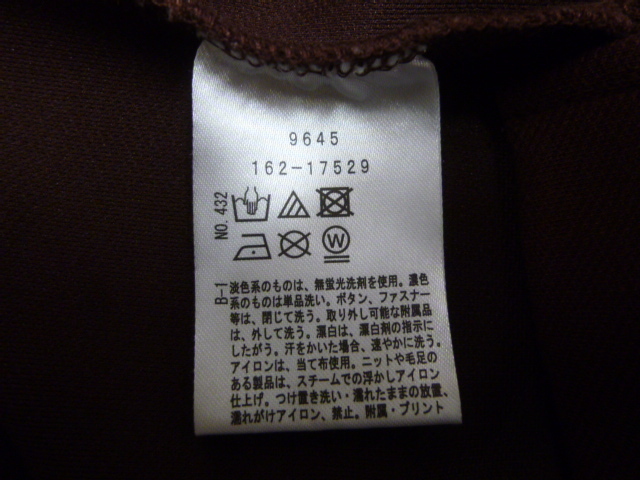 9645
162-17529
NO.432
W
B-1
淡色系のものは、無蛍光洗剤を使用。濃色
系のものは単品洗い。ボタン、ファスナー
等は、閉じて洗う。取り外し可能な附属品
は、外して洗う。漂白は、漂白剤の指示に
したがう。汗をかいた場合、速やかに洗う。
アイロンは、当て布使用。ニットや毛足の
ある製品は、スチームでの浮かしアイロン
仕上げ。つけ置き洗い・濡れたままの放置、
濡れがけアイロン、禁止。附属・プリント